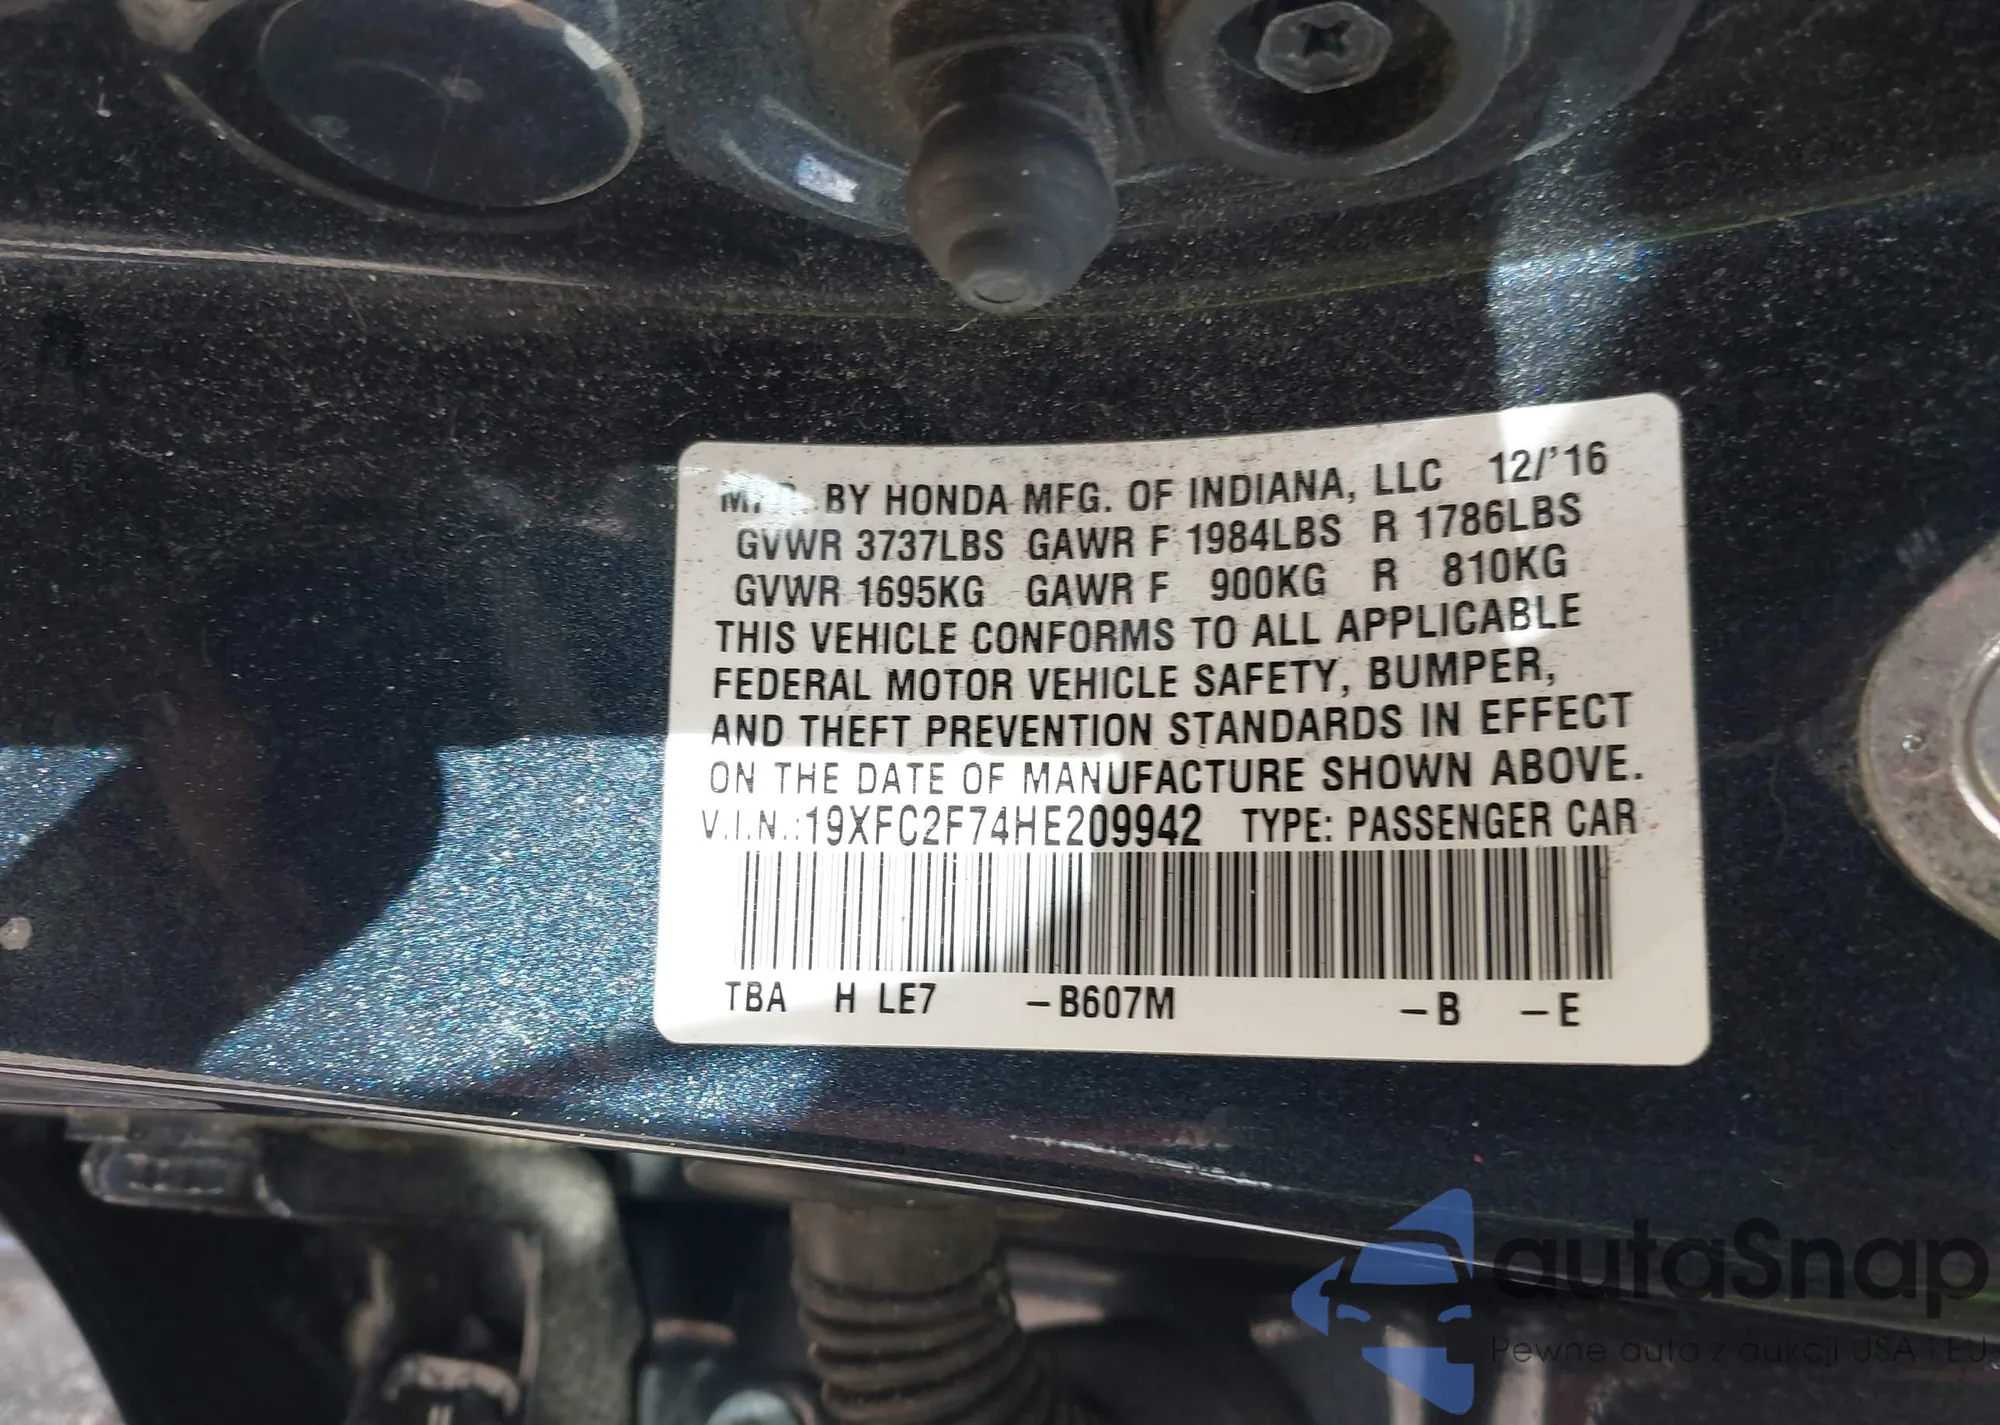 MFD. BY HONDA MFG. OF INDIANA, LLC 12/'16
GVWR 3737LBS GAWR F 1984LBS R 1786LBS
GVWR 1695KG GAWR F 900KG R 810KG
THIS VEHICLE CONFORMS TO ALL APPLICABLE
FEDERAL MOTOR VEHICLE SAFETY, BUMPER,
AND THEFT PREVENTION STANDARDS IN EFFECT
ON THE DATE OF MANUFACTURE SHOWN ABOVE.
V.I.N.:19XFC2F74HE209942 TYPE: PASSENGER CAR
TBA H LE7 –B607M –B –E
autoSnap
Pewne auto z aukcji USA i EU